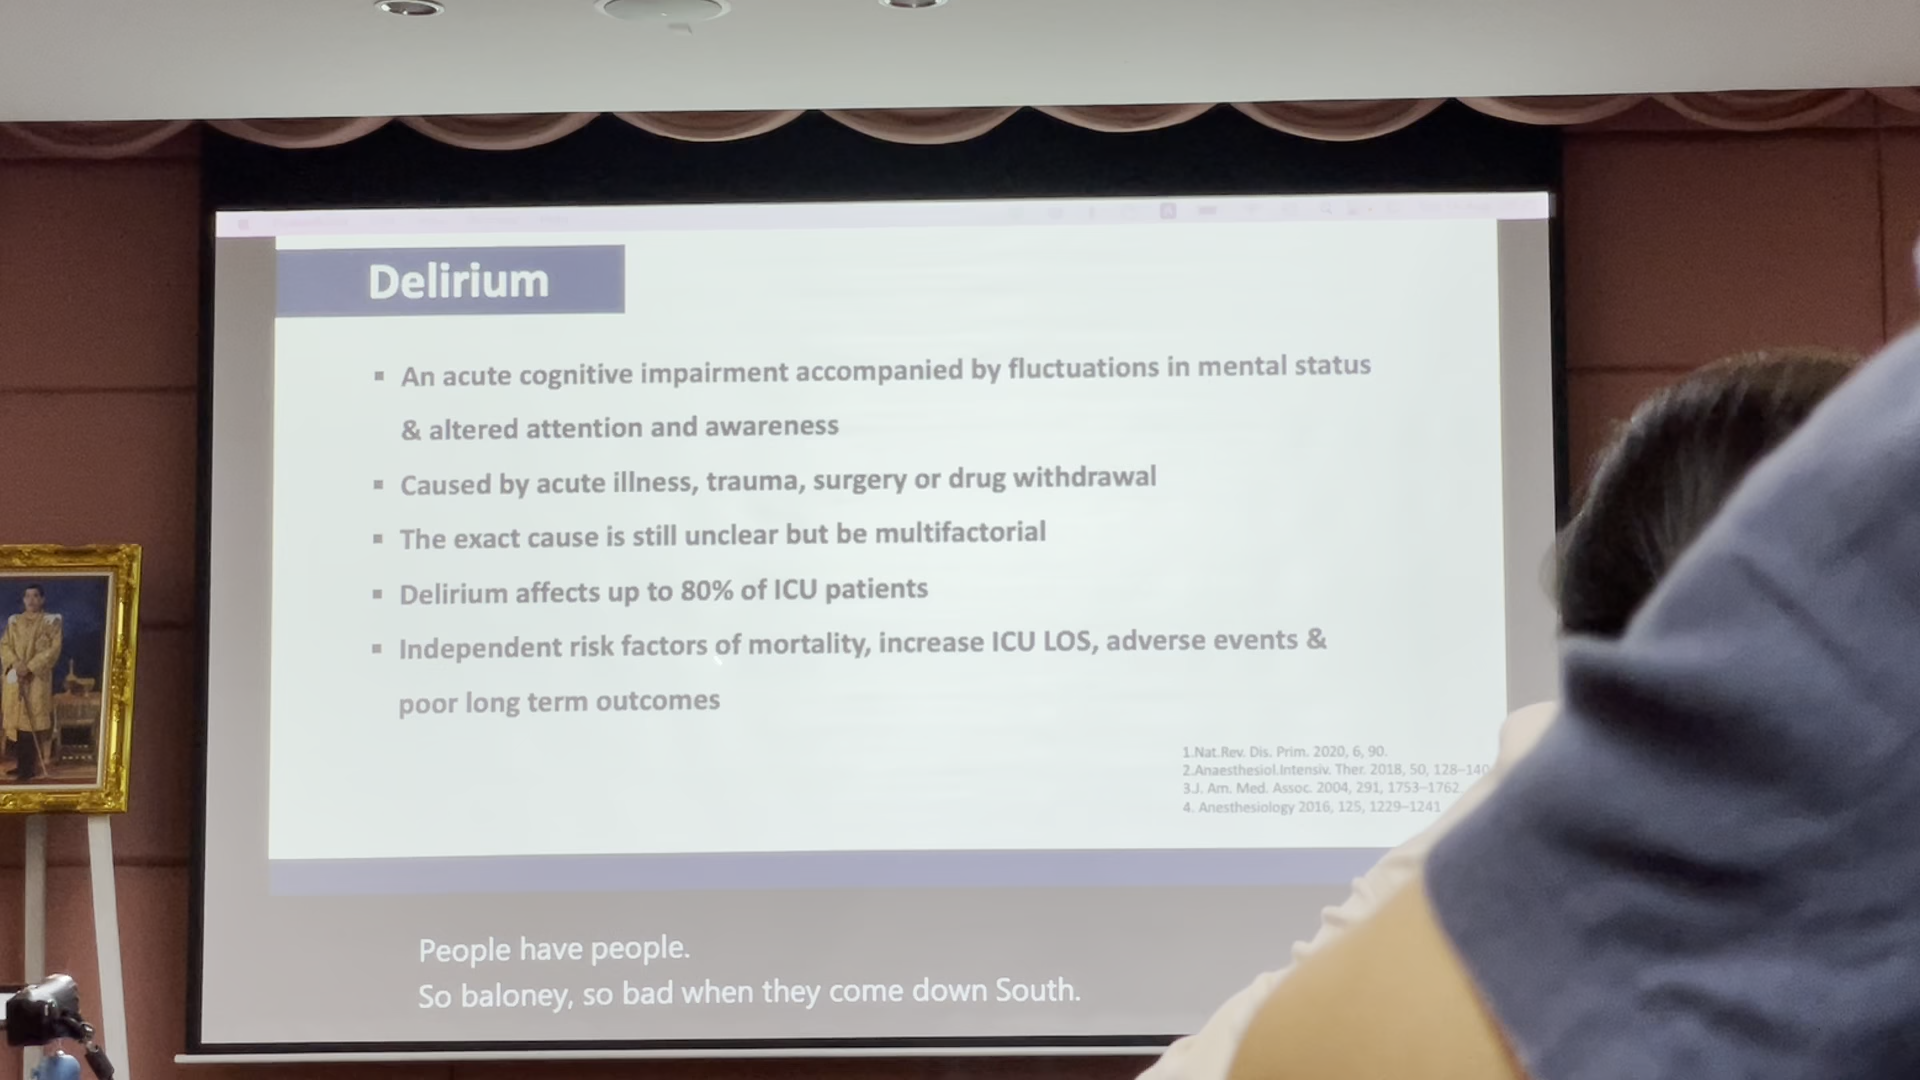 Delirium
▪ An acute cognitive impairment accompanied by fluctuations in mental status
& altered attention and awareness
▪ Caused by acute illness, trauma, surgery or drug withdrawal
▪ The exact cause is still unclear but be multifactorial
▪ Delirium affects up to 80% of ICU patients
▪ Independent risk factors of mortality, increase ICU LOS, adverse events &
poor long term outcomes
1.Nat.Rev. Dis. Prim. 2020, 6, 90.
2.Anaesthesiol.Intensiv. Ther. 2018, 50, 128–140
3.J. Am. Med. Assoc. 2004, 291, 1753–1762.
4. Anesthesiology 2016, 125, 1229–1241
People have people.
So baloney, so bad when they come down South.